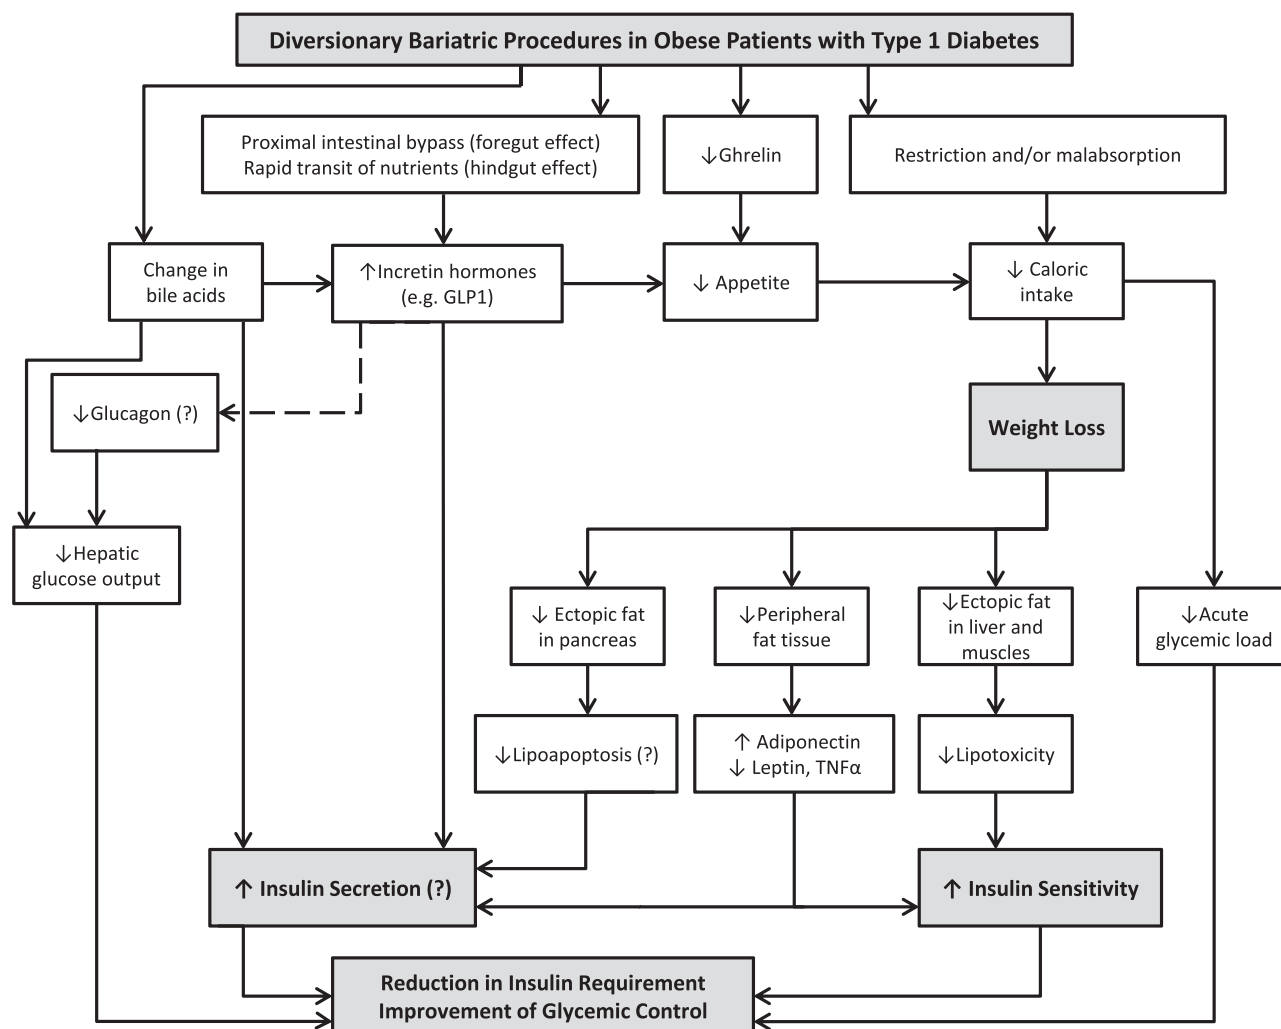 Diversionary Bariatric Procedures in Obese Patients with Type 1 Diabetes
Proximal intestinal bypass (foregut effect)
Rapid transit of nutrients (hindgut effect)
↓Ghrelin
Restriction and/or malabsorption
Change in
bile acids
↑Incretin hormones
(e.g. GLP1)
↓ Appetite
↓ Caloric
intake
↓Glucagon (?)
Weight Loss
↓Hepatic
glucose output
↓ Ectopic fat
in pancreas
↓Peripheral
fat tissue
↓Ectopic fat
in liver and
muscles
↓Acute
glycemic load
↓Lipoapoptosis (?)
↑ Adiponectin
↓ Leptin, TNFα
↓Lipotoxicity
↑ Insulin Secretion (?)
↑ Insulin Sensitivity
Reduction in Insulin Requirement
Improvement of Glycemic Control